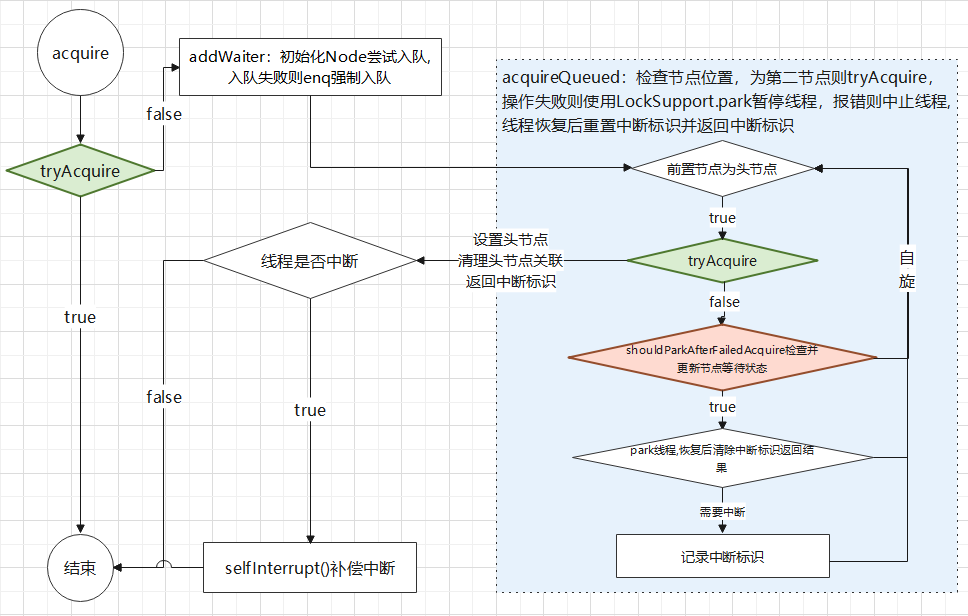 acquire
addWaiter：初始化Node尝试入队,
入队失败则enq强制入队
false
tryAcquire
true
acquireQueued：检查节点位置，为第二节点则tryAcquire，
操作失败则使用LockSupport.park暂停线程，报错则中止线程,
线程恢复后重置中断标识并返回中断标识
前置节点为头节点
true
tryAcquire
设置头节点
清理头节点关联
返回中断标识
线程是否中断
自
旋
false
shouldParkAfterFailedAcquire检查并
更新节点等待状态
true
park线程,恢复后清除中断标识返回结
果
需要中断
记录中断标识
false
true
selfInterrupt()补偿中断
结束